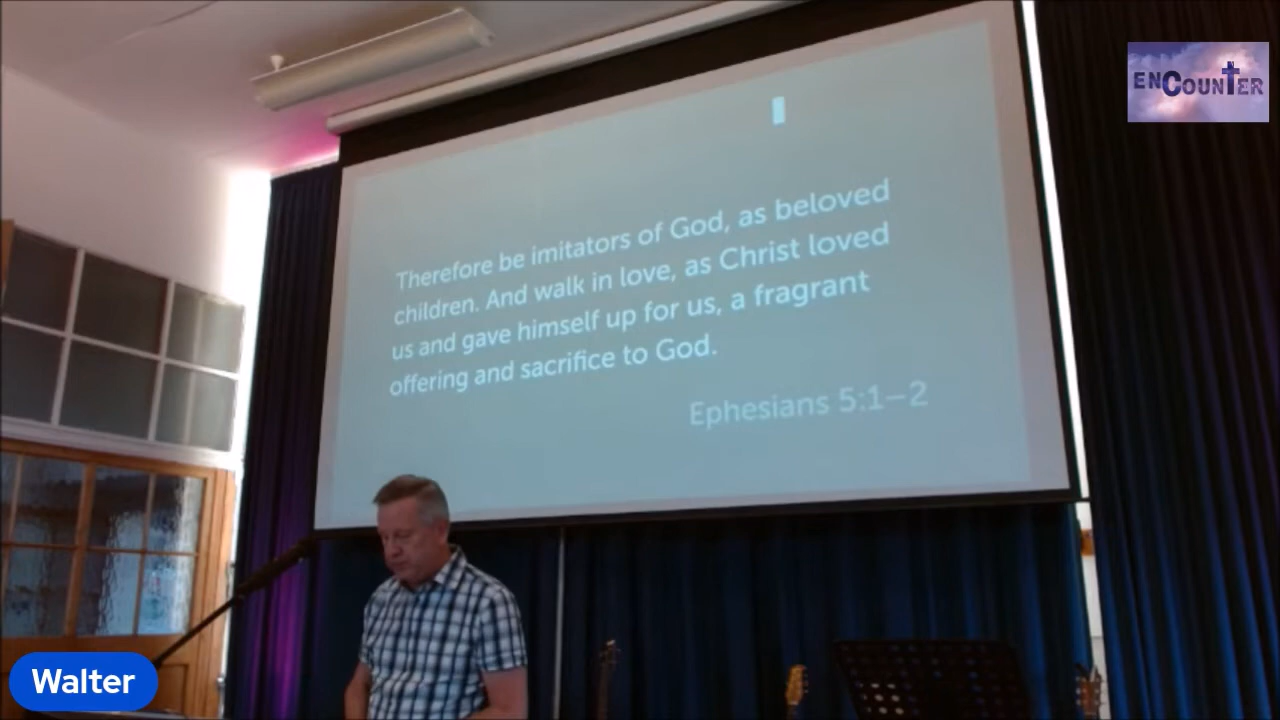 ENCOUNTER
Therefore be imitators of God, as beloved
children. And walk in love, as Christ loved
us and gave himself up for us, a fragrant
offering and sacrifice to God.
Ephesians 5:1–2
Walter